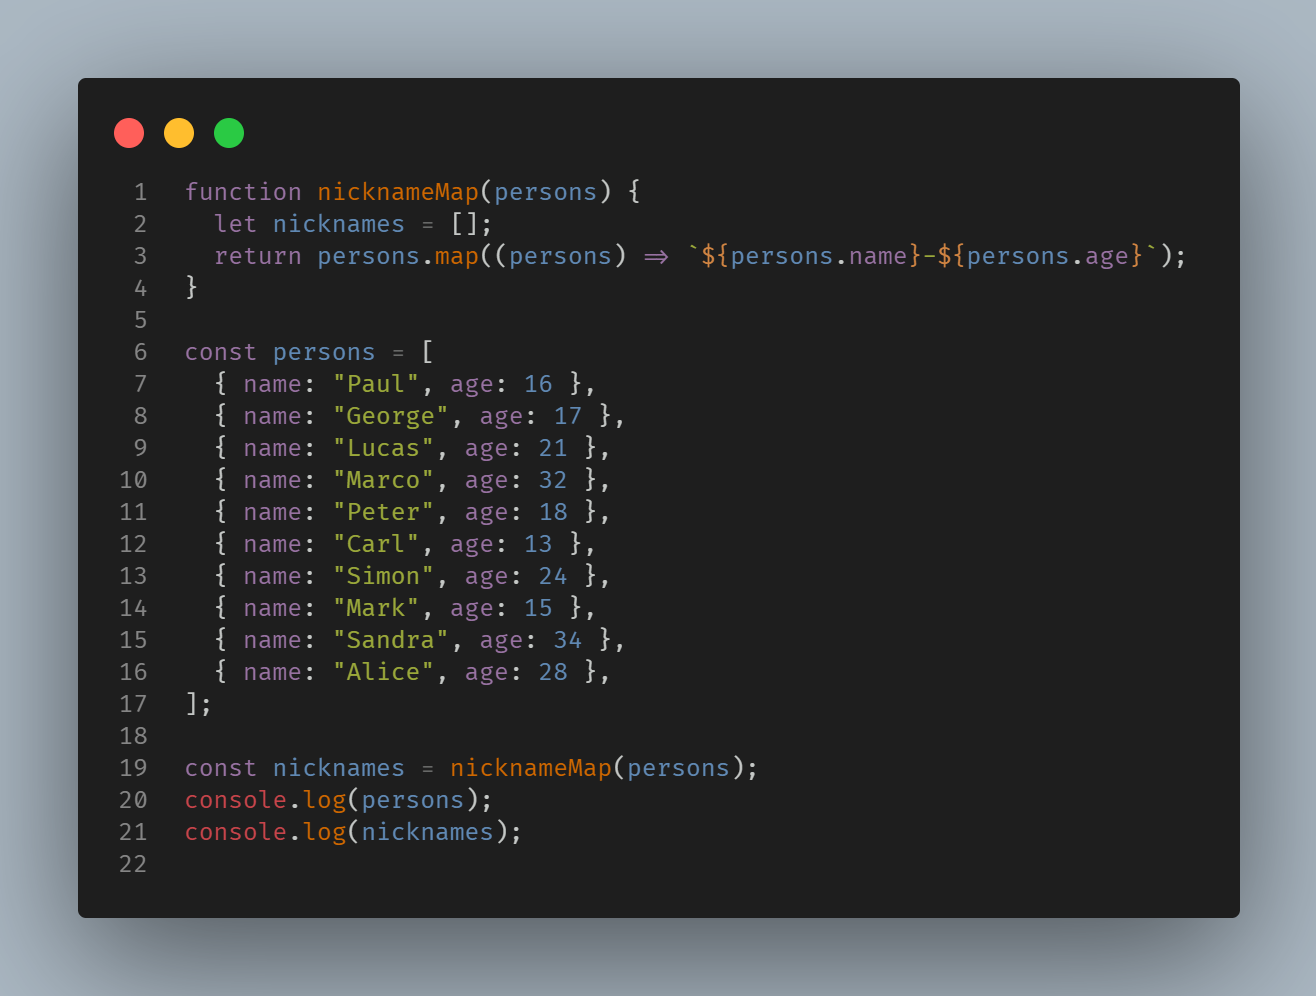 1 function nicknameMap(persons) {
2   let nicknames = [];
3   return persons.map((persons) => `${persons.name}-${persons.age}`);
4 }
5
6 const persons = [
7   { name: "Paul", age: 16 },
8   { name: "George", age: 17 },
9   { name: "Lucas", age: 21 },
10   { name: "Marco", age: 32 },
11   { name: "Peter", age: 18 },
12   { name: "Carl", age: 13 },
13   { name: "Simon", age: 24 },
14   { name: "Mark", age: 15 },
15   { name: "Sandra", age: 34 },
16   { name: "Alice", age: 28 },
17 ];
18
19 const nicknames = nicknameMap(persons);
20 console.log(persons);
21 console.log(nicknames);
22